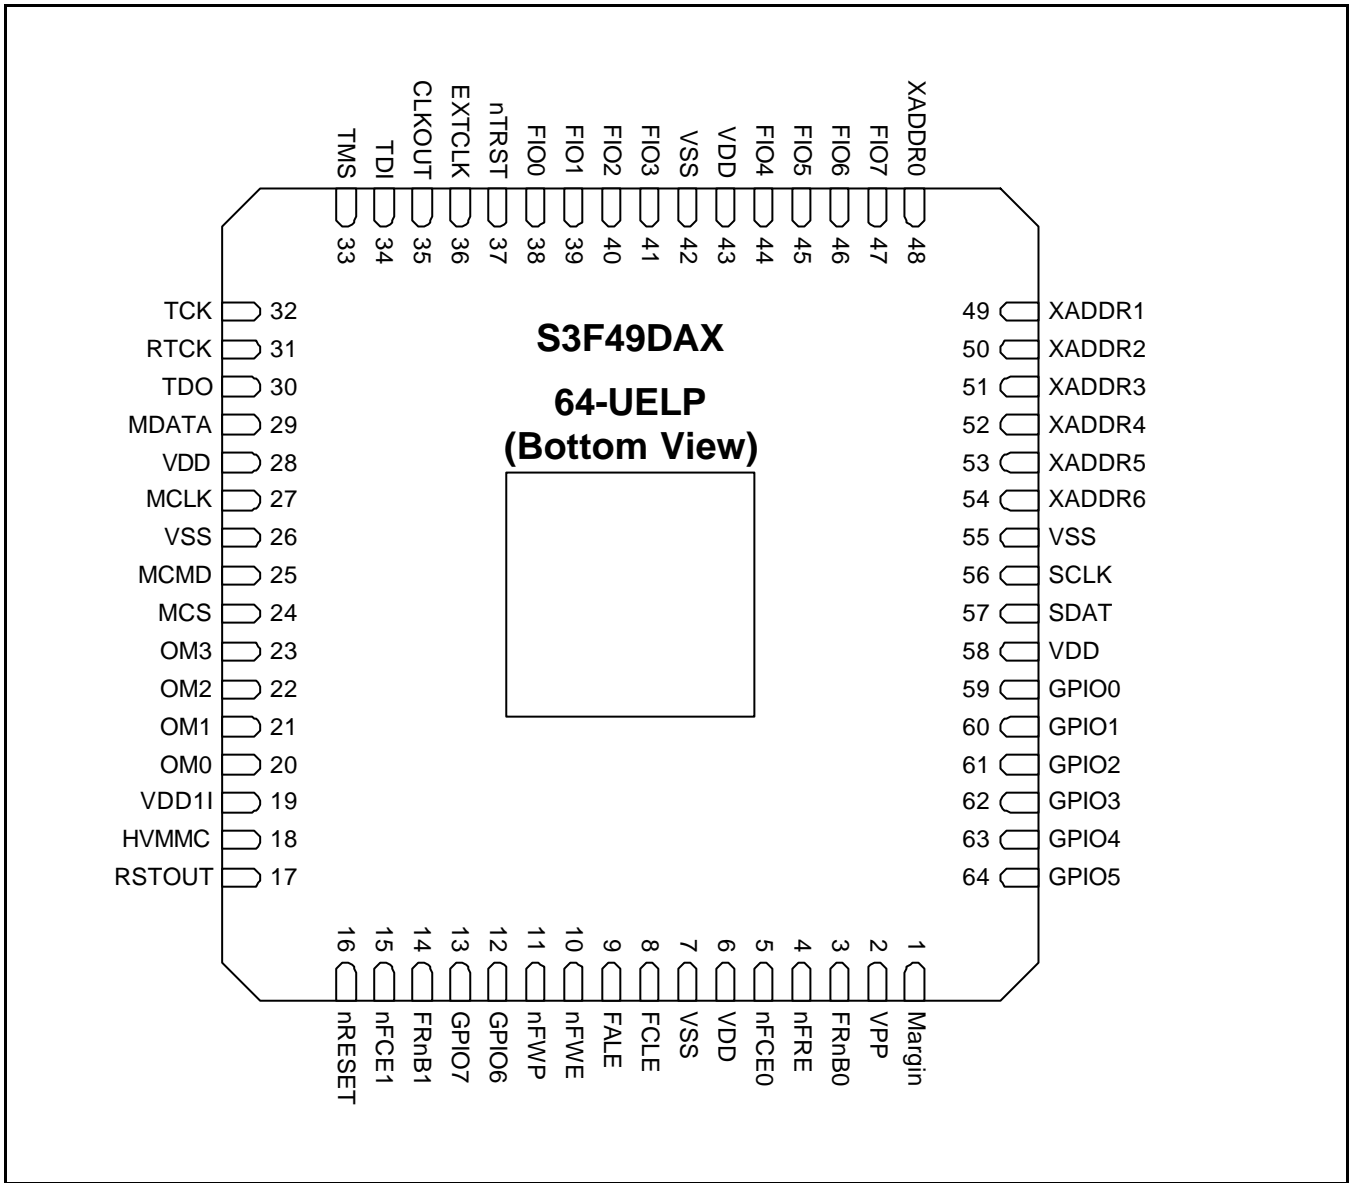 TMS
TDI
CLKOUT
EXTCLK
nTRST
FIO0
FIO1
FIO2
FIO3
VSS
VDD
FIO4
FIO5
FIO6
FIO7
XADDR0
33
34
35
36
37
38
39
40
41
42
43
44
45
46
47
48
TCK 32
RTCK 31
TDO 30
MDATA 29
VDD 28
MCLK 27
VSS 26
MCMD 25
MCS 24
OM3 23
OM2 22
OM1 21
OM0 20
VDD1I 19
HVMMC 18
RSTOUT 17
S3F49DAX
64-UELP
(Bottom View)
49 XADDR1
50 XADDR2
51 XADDR3
52 XADDR4
53 XADDR5
54 XADDR6
55 VSS
56 SCLK
57 SDAT
58 VDD
59 GPIO0
60 GPIO1
61 GPIO2
62 GPIO3
63 GPIO4
64 GPIO5
16
15
14
13
12
11
10
9
8
7
6
5
4
3
2
1
nRESET
nFCE1
FRnB1
GPIO7
GPIO6
nFWP
nFWE
FALE
FCLE
VSS
VDD
nFCE0
nFRE
FRnB0
VPP
Margin